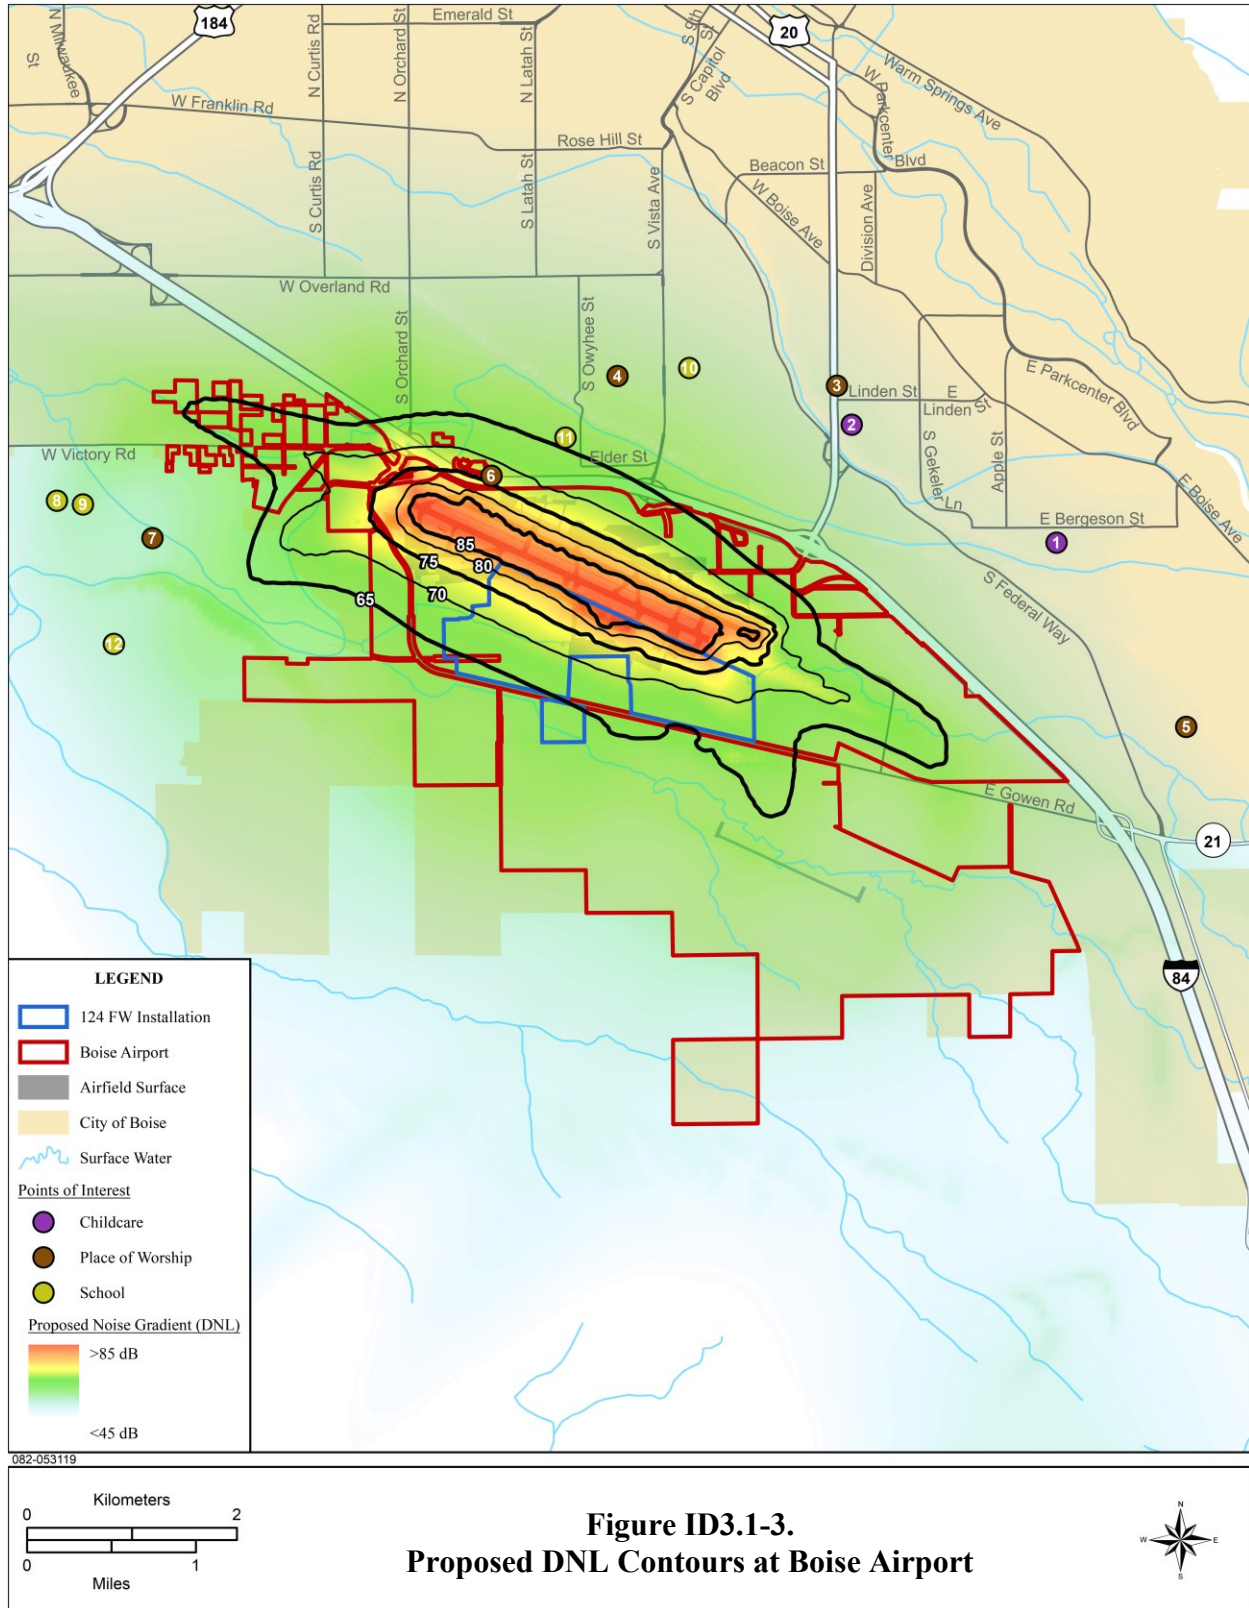 184
Emerald St
20
N Milwaukee
St
N Curtis Rd
N Orchard St
N Latah St
S 9th
St
S Capitol
Blvd
Warm Springs Ave
W Parkcenter
Blvd
W Franklin Rd
Rose Hill St
Beacon St
W Boise Ave
Division Ave
S Curtis Rd
S Latah St
S Vista Ave
W Overland Rd
S Orchard St
S Owyhee St
4
10
3
Linden St
E
Linden St
E Parkcenter Blvd
2
11
W Victory Rd
Elder St
S Gekeler
Ln
Apple St
6
E Boise Ave
8
9
E Bergeson St
7
1
85
75
80
70
65
S Federal Way
12
5
E Gowen Rd
21
84
LEGEND
124 FW Installation
Boise Airport
Airfield Surface
City of Boise
Surface Water
Points of Interest
Childcare
Place of Worship
School
Proposed Noise Gradient (DNL)
>85 dB
<45 dB
082-053119
Kilometers
0 2
0 1
Miles
Figure ID3.1-3.
Proposed DNL Contours at Boise Airport
N
W E
S